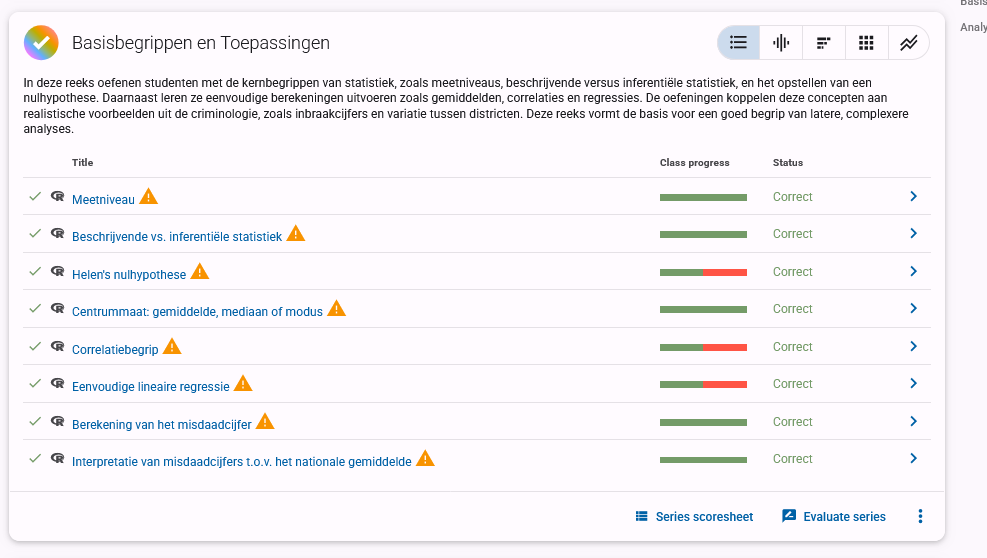 Basis
Analy
Basisbegrippen en Toepassingen
In deze reeks oefenen studenten met de kernbegrippen van statistiek, zoals meetniveaus, beschrijvende versus inferentiële statistiek, en het opstellen van een
nulhypothese. Daarnaast leren ze eenvoudige berekeningen uitvoeren zoals gemiddelden, correlaties en regressies. De oefeningen koppelen deze concepten aan
realistische voorbeelden uit de criminologie, zoals inbraakcijfers en variatie tussen districten. Deze reeks vormt de basis voor een goed begrip van latere, complexere
analyses.
Title Class progress Status
Meetniveau Correct
Beschrijvende vs. inferentiële statistiek Correct
Helen's nulhypothese Correct
Centrummaat: gemiddelde, mediaan of modus Correct
Correlatiebegrip Correct
Eenvoudige lineaire regressie Correct
Berekening van het misdaadcijfer Correct
Interpretatie van misdaadcijfers t.o.v. het nationale gemiddelde Correct
Series scoresheet Evaluate series